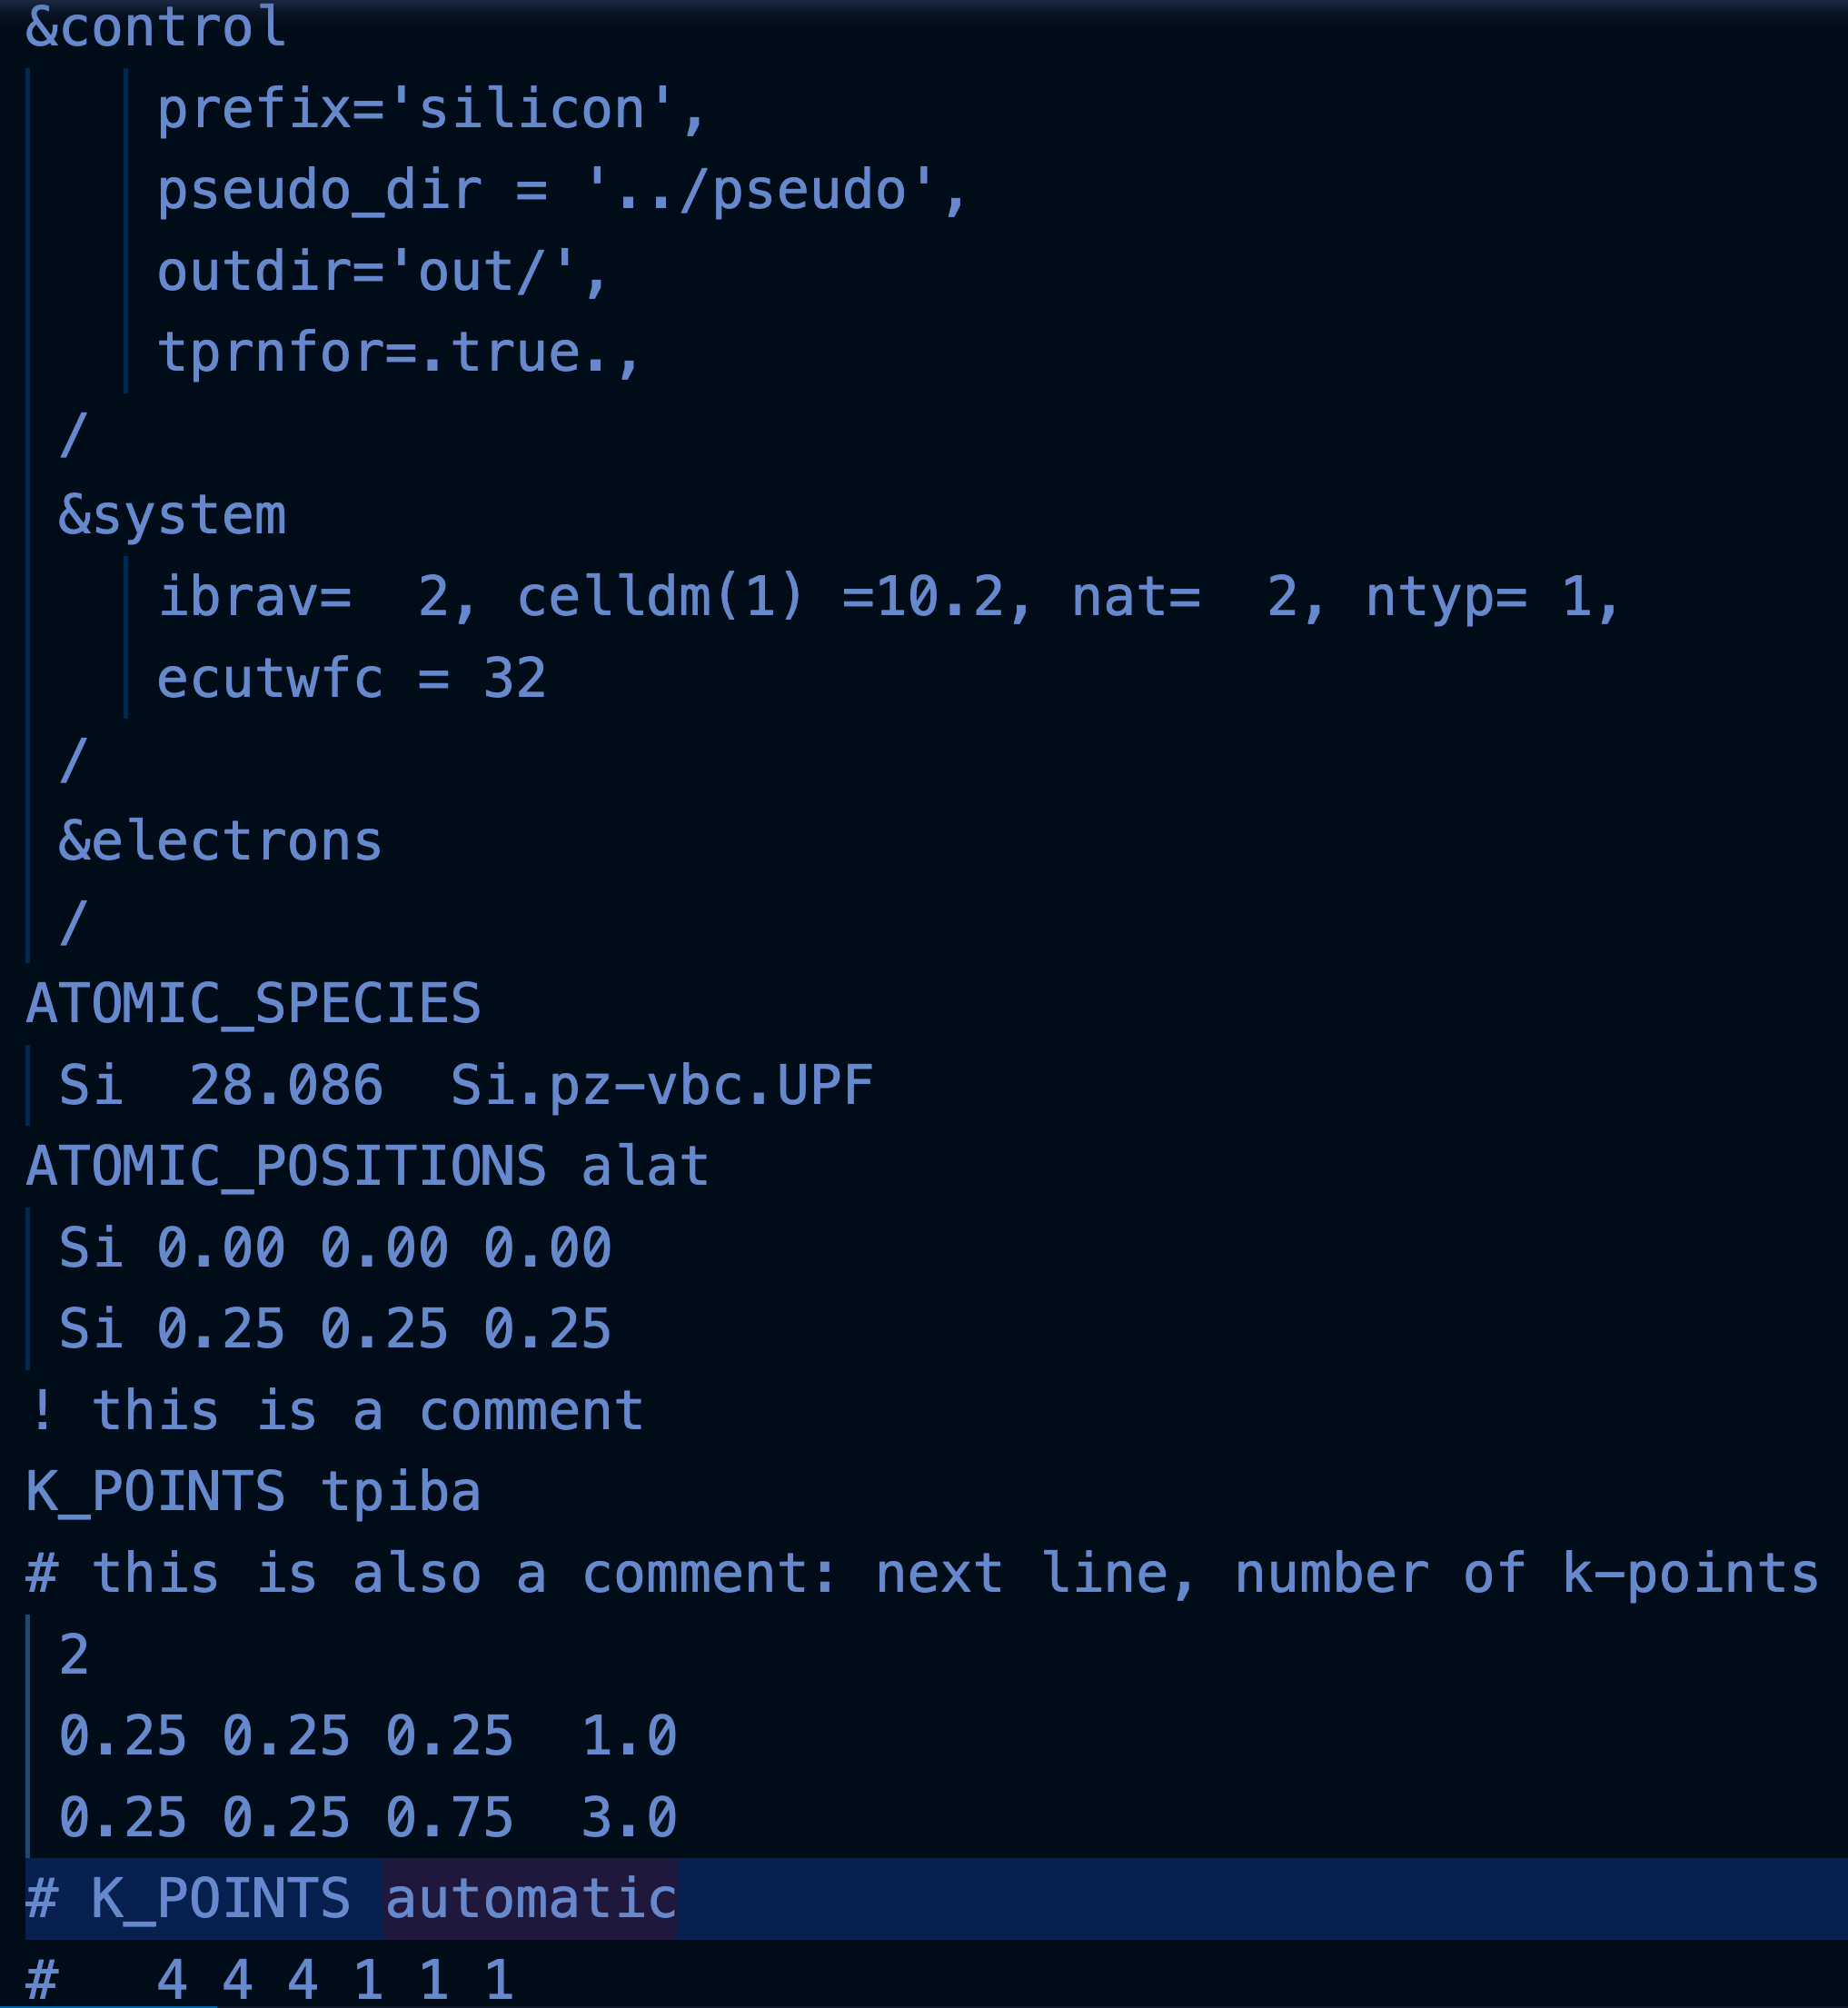 &control
prefix='silicon',
pseudo_dir = '../pseudo',
outdir='out/',
tprnfor=.true.,
/
&system
ibrav=  2, celldm(1) =10.2, nat=  2, ntyp= 1,
ecutwfc = 32
/
&electrons
/
ATOMIC_SPECIES
Si  28.086  Si.pz-vbc.UPF
ATOMIC_POSITIONS alat
Si 0.00 0.00 0.00
Si 0.25 0.25 0.25
! this is a comment
K_POINTS tpiba
# this is also a comment: next line, number of k-points
2
0.25 0.25 0.25  1.0
0.25 0.25 0.75  3.0
# K_POINTS automatic
#   4 4 4 1 1 1